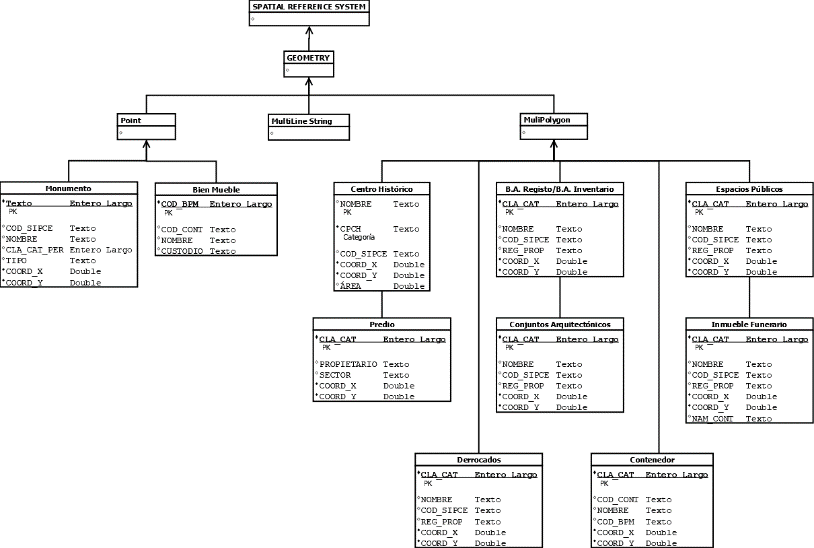 SPATIAL REFERENCE SYSTEM
GEOMETRY
Point
MultiLine String
MuliPolygon
Monumento
*Texto Entero Largo
PK
°COD_SIPCE Texto
°NOMBRE Texto
°CLA_CAT_PER Entero Largo
°TIPO Texto
*COORD_X Double
*COORD_Y Double
Bien Mueble
*COD_BPM Entero Largo
PK
°COD_CONT Texto
°NOMBRE Texto
°CUSTODIO Texto
Centro Histórico
°NOMBRE Texto
PK
*CPCH Texto
Categoría
°COD_SIPCE Texto
*COORD_X Double
*COORD_Y Double
°ÁREA Double
B.A. Registo/B.A. Inventario
*CLA_CAT Entero Largo
PK
°NOMBRE Texto
°COD_SIPCE Texto
°REG_PROP Texto
*COORD_X Double
*COORD_Y Double
Espacios Públicos
*CLA_CAT Entero Largo
PK
°NOMBRE Texto
°COD_SIPCE Texto
°REG_PROP Texto
*COORD_X Double
*COORD_Y Double
Predio
*CLA_CAT Entero Largo
PK
°PROPIETARIO Texto
°SECTOR Texto
*COORD_X Double
*COORD_Y Double
Conjuntos Arquitectónicos
*CLA_CAT Entero Largo
PK
°NOMBRE Texto
°COD_SIPCE Texto
°REG_PROP Texto
*COORD_X Double
*COORD_Y Double
Inmueble Funerario
*CLA_CAT Entero Largo
PK
°NOMBRE Texto
°COD_SIPCE Texto
°REG_PROP Texto
*COORD_X Double
*COORD_Y Double
°NAM_CONT Texto
Derrocados
*CLA_CAT Entero Largo
PK
°NOMBRE Texto
°COD_SIPCE Texto
°REG_PROP Texto
*COORD_X Double
*COORD_Y Double
Contenedor
*CLA_CAT Entero Largo
PK
°COD_CONT Texto
°NOMBRE Texto
°COD_BPM Texto
*COORD_X Double
*COORD_Y Double